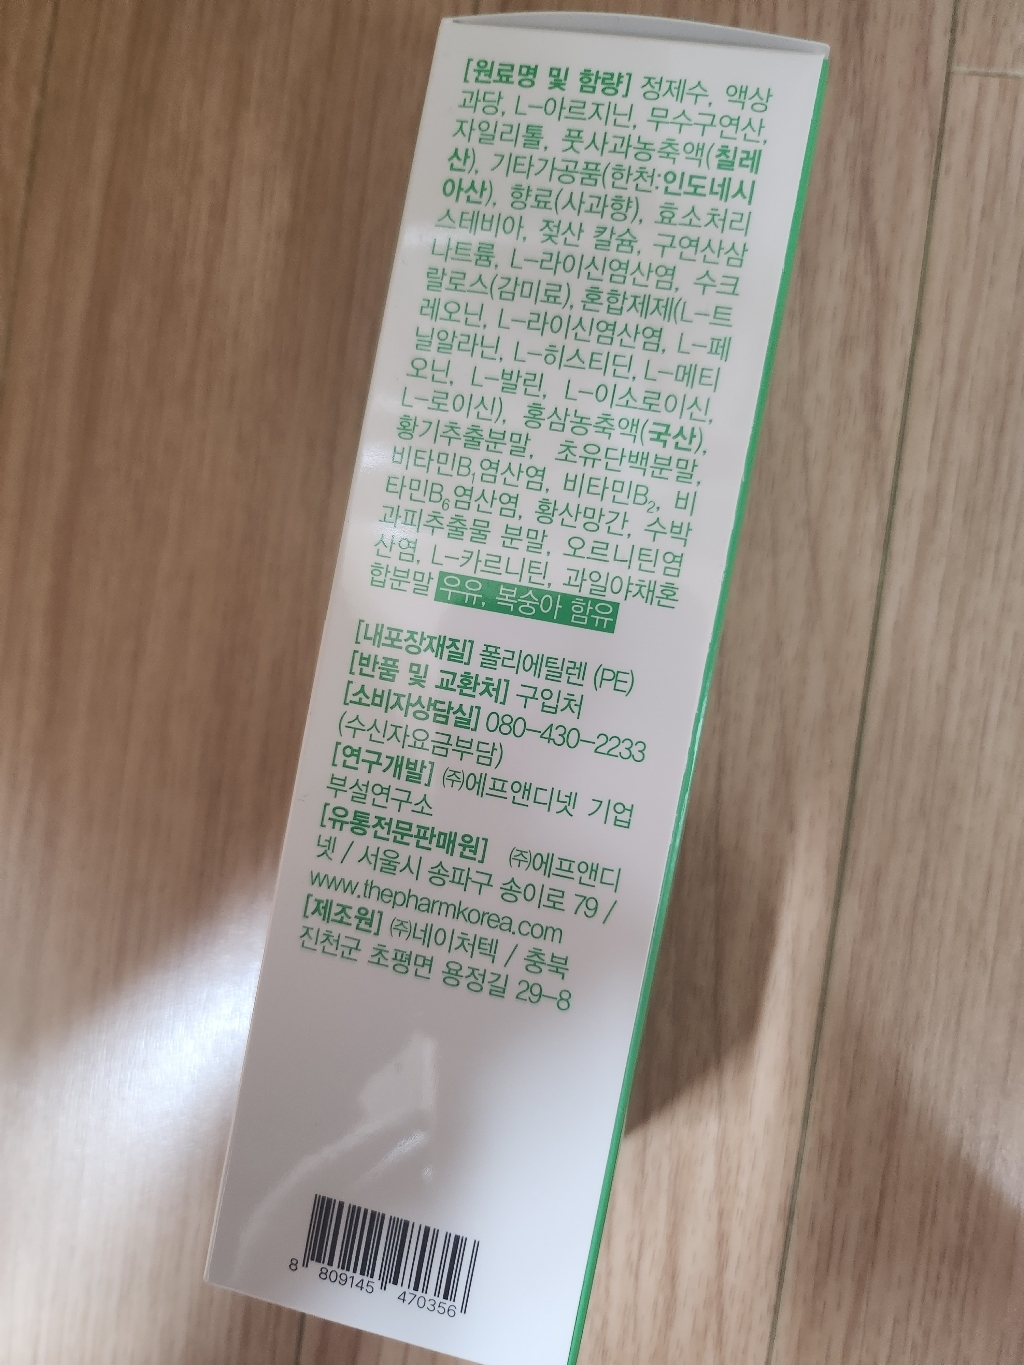 [원료명 및 함량] 정제수, 액상
과당, L-아르지닌, 무수구연산,
자일리톨, 풋사과농축액(칠레
산), 기타가공품(한천:인도네시
아산), 향료(사과향), 효소처리
스테비아, 젖산 칼슘, 구연산삼
나트륨, L-라이신염산염, 수크
랄로스(감미료), 혼합제제(L-트
레오닌, L-라이신염산염, L-페
닐알라닌, L-히스티딘, L-메티
오닌, L-발린, L-이소로이신,
L-로이신), 홍삼농축액(국산),
황기추출분말, 초유단백분말,
비타민B₁염산염, 비타민B₂, 비
타민B₆염산염, 황산망간, 수박
과피추출물 분말, 오르니틴염
산염, L-카르니틴, 과일야채혼
합분말 우유, 복숭아 함유
[내포장재질] 폴리에틸렌 (PE)
[반품 및 교환처] 구입처
[소비자상담실] 080-430-2233
(수신자요금부담)
[연구개발] ㈜에프앤디넷 기업
부설연구소
[유통전문판매원] ㈜에프앤디
넷 / 서울시 송파구 송이로 79 /
www.thepharmkorea.com
[제조원] ㈜네이처텍 / 충북
진천군 초평면 용정길 29-8
8 809145 470356